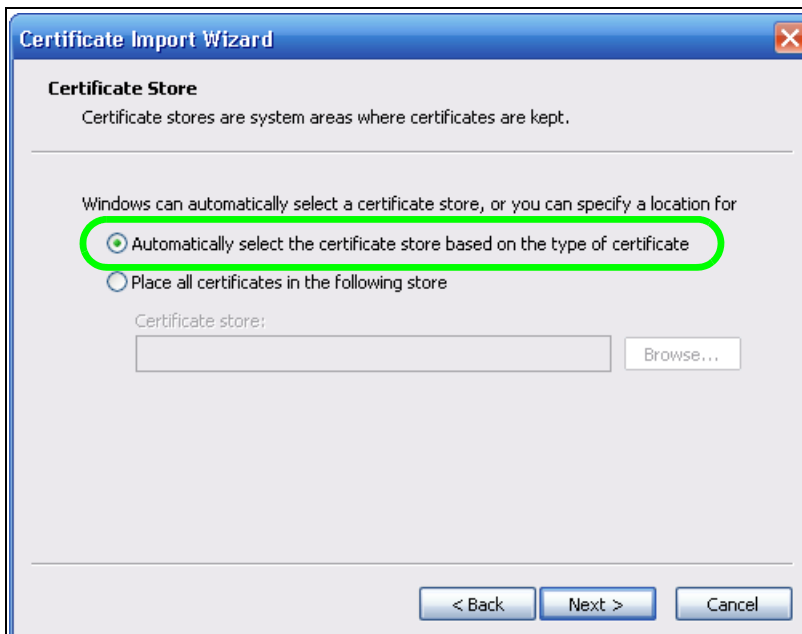 Certificate Import Wizard
Certificate Store
Certificate stores are system areas where certificates are kept.
Windows can automatically select a certificate store, or you can specify a location for
Automatically select the certificate store based on the type of certificate
Place all certificates in the following store
Certificate store:
Browse...
< Back Next > Cancel